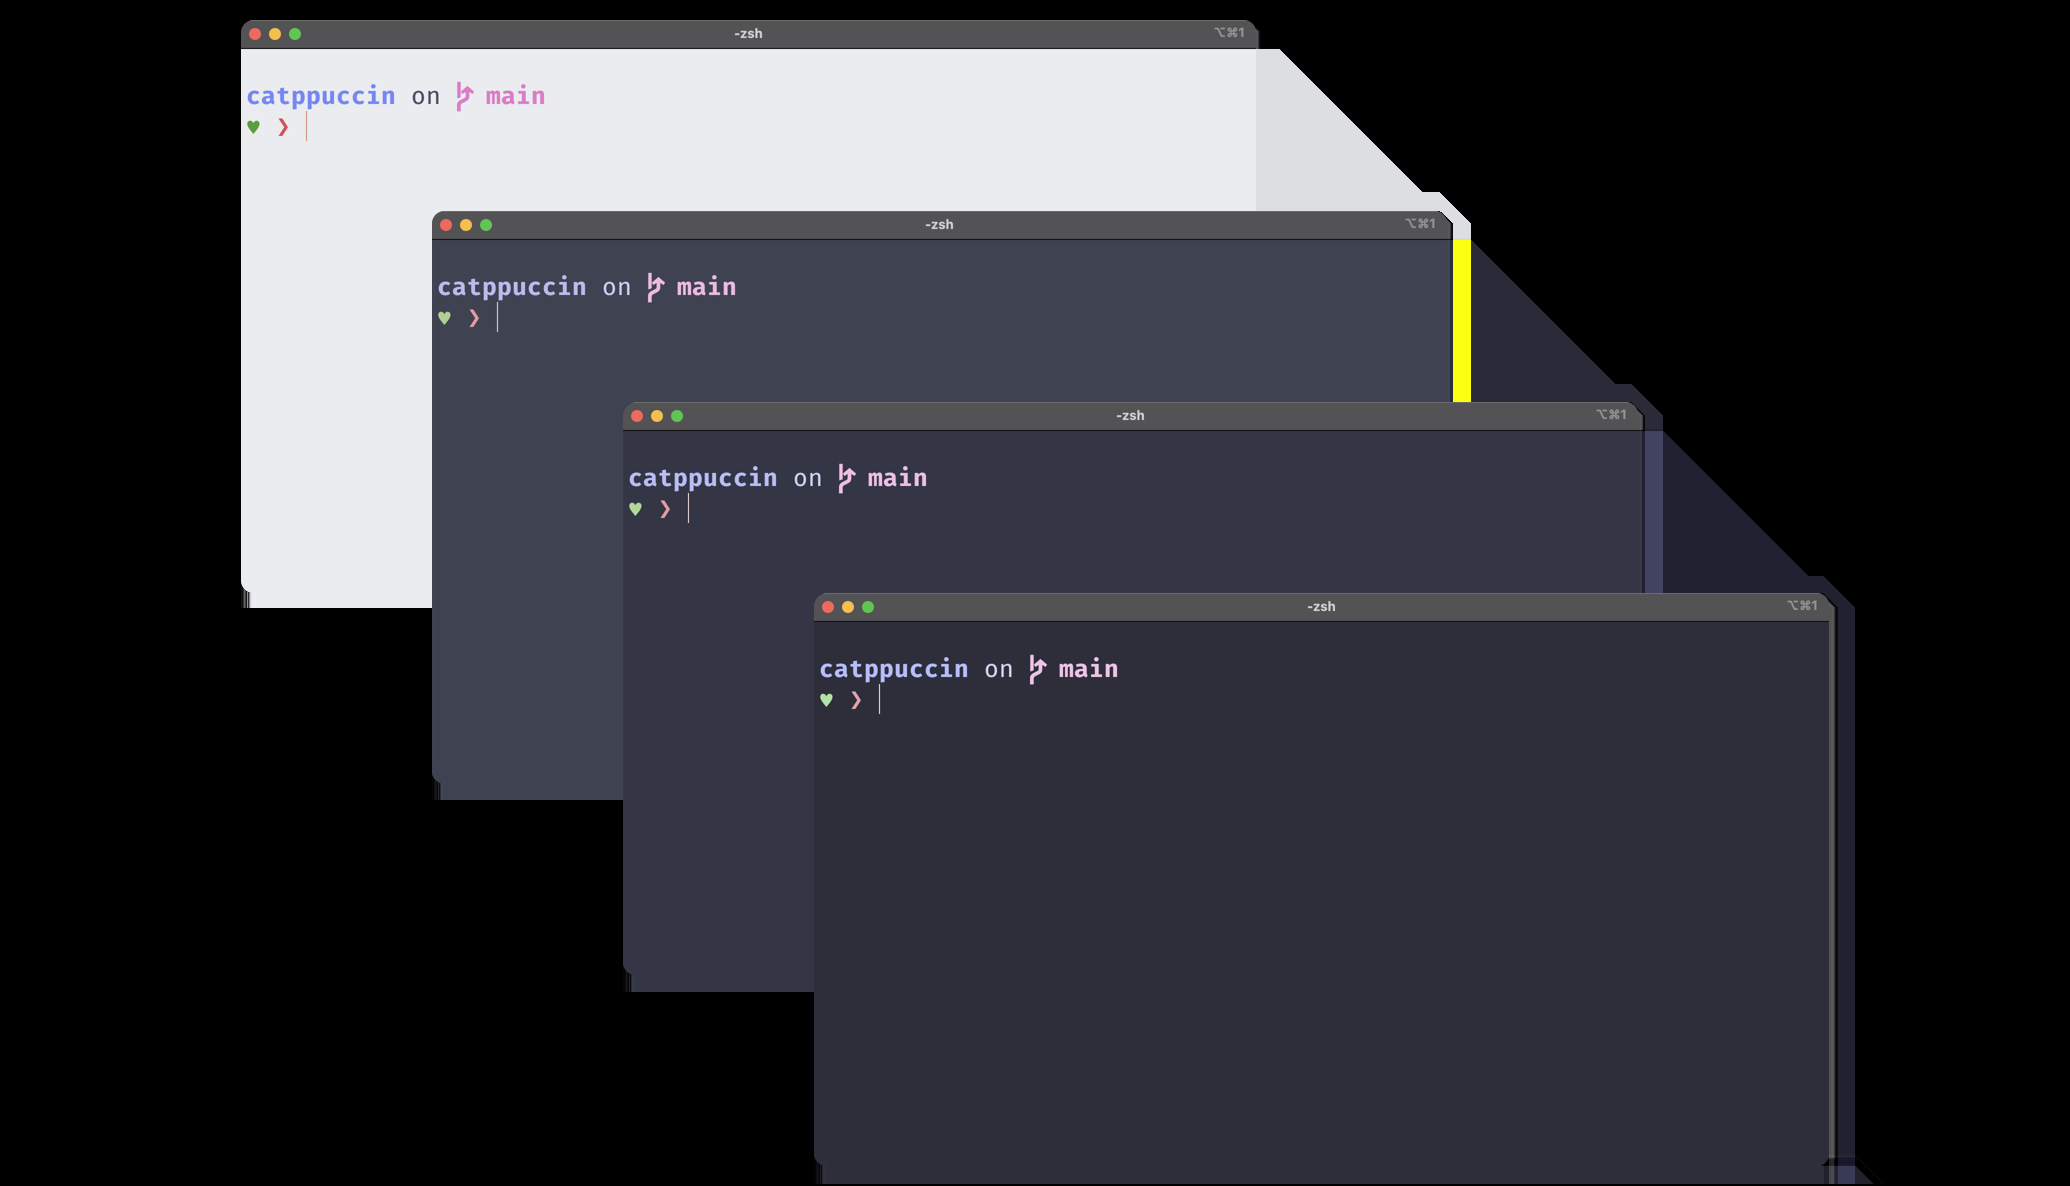 -zsh ⌥⌘1
catppuccin on main
♥ ❯
-zsh ⌥⌘1
catppuccin on main
♥ ❯
-zsh ⌥⌘1
catppuccin on main
♥ ❯
-zsh ⌥⌘1
catppuccin on main
♥ ❯